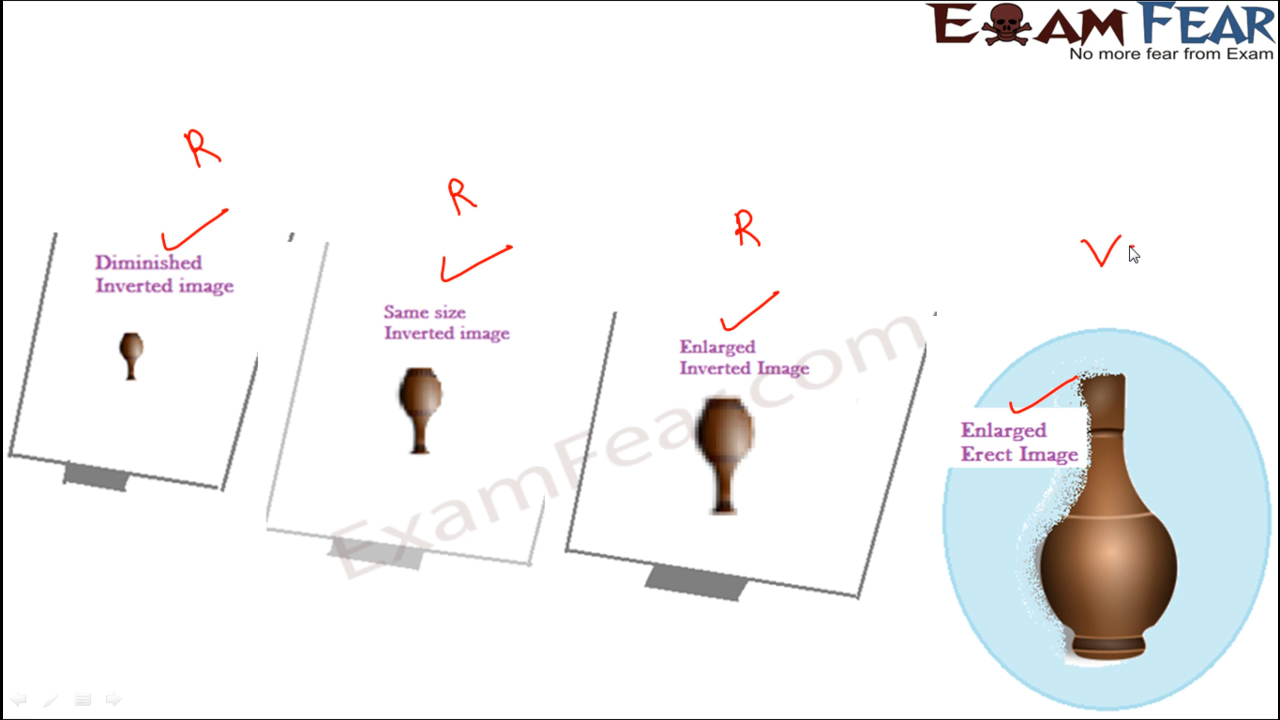 EXAM FEAR
No more fear from Exam
R
R
R
V
Diminished
Inverted image
Same size
Inverted image
Enlarged
Inverted Image
Enlarged
Erect Image
ExamFear.com